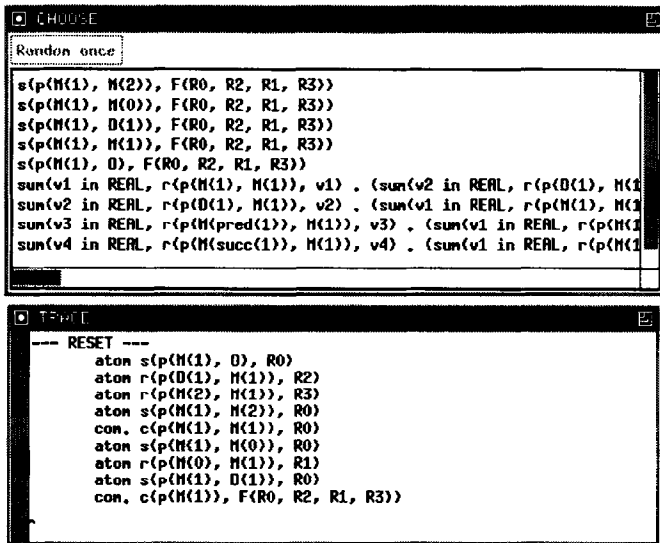 CHOOSE
Random once
s(p(M(1), M(2)), F(R0, R2, R1, R3))
s(p(M(1), M(0)), F(R0, R2, R1, R3))
s(p(M(1), D(1)), F(R0, R2, R1, R3))
s(p(M(1), M(1)), F(R0, R2, R1, R3))
s(p(M(1), O), F(R0, R2, R1, R3))
sum(v1 in REAL, r(p(M(1), M(1)), v1) . (sum(v2 in REAL, r(p(D(1), M(1
sum(v2 in REAL, r(p(D(1), M(1)), v2) . (sum(v1 in REAL, r(p(M(1), M(1
sum(v3 in REAL, r(p(M(pred(1)), M(1)), v3) . (sum(v1 in REAL, r(p(M(1
sum(v4 in REAL, r(p(M(succ(1)), M(1)), v4) . (sum(v1 in REAL, r(p(M(1
TRACE
--- RESET ---
atom s(p(M(1), O), R0)
atom r(p(D(1), M(1)), R2)
atom r(p(M(2), M(1)), R3)
atom s(p(M(1), M(2)), R0)
com. c(p(M(1), M(1)), R0)
atom s(p(M(1), M(0)), R0)
atom r(p(M(0), M(1)), R1)
atom s(p(M(1), D(1)), R0)
com. c(p(M(1)), F(R0, R2, R1, R3))